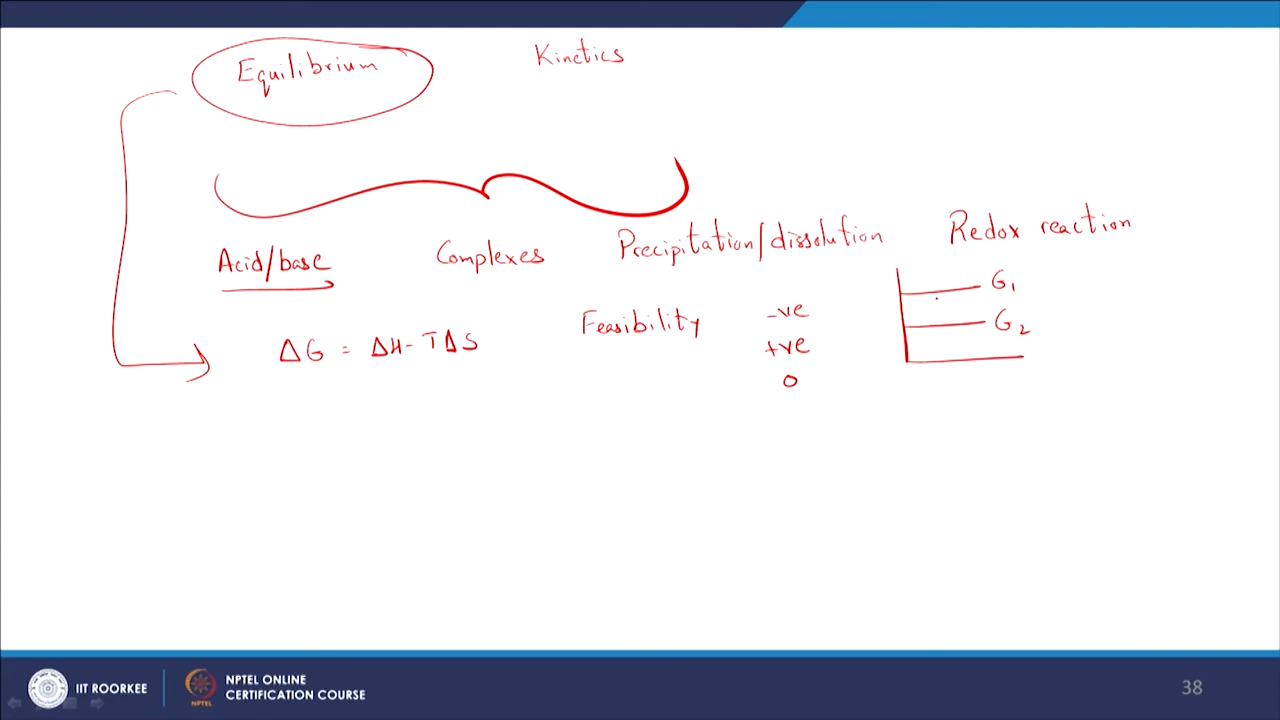 Equilibrium
Kinetics
Acid/base
Complexes
Precipitation/dissolution
Redox reaction
ΔG = ΔH - TΔS
Feasibility
-ve
+ve
0
G₁
G₂
IIT ROORKEE
NPTEL
NPTEL ONLINE
CERTIFICATION COURSE
38